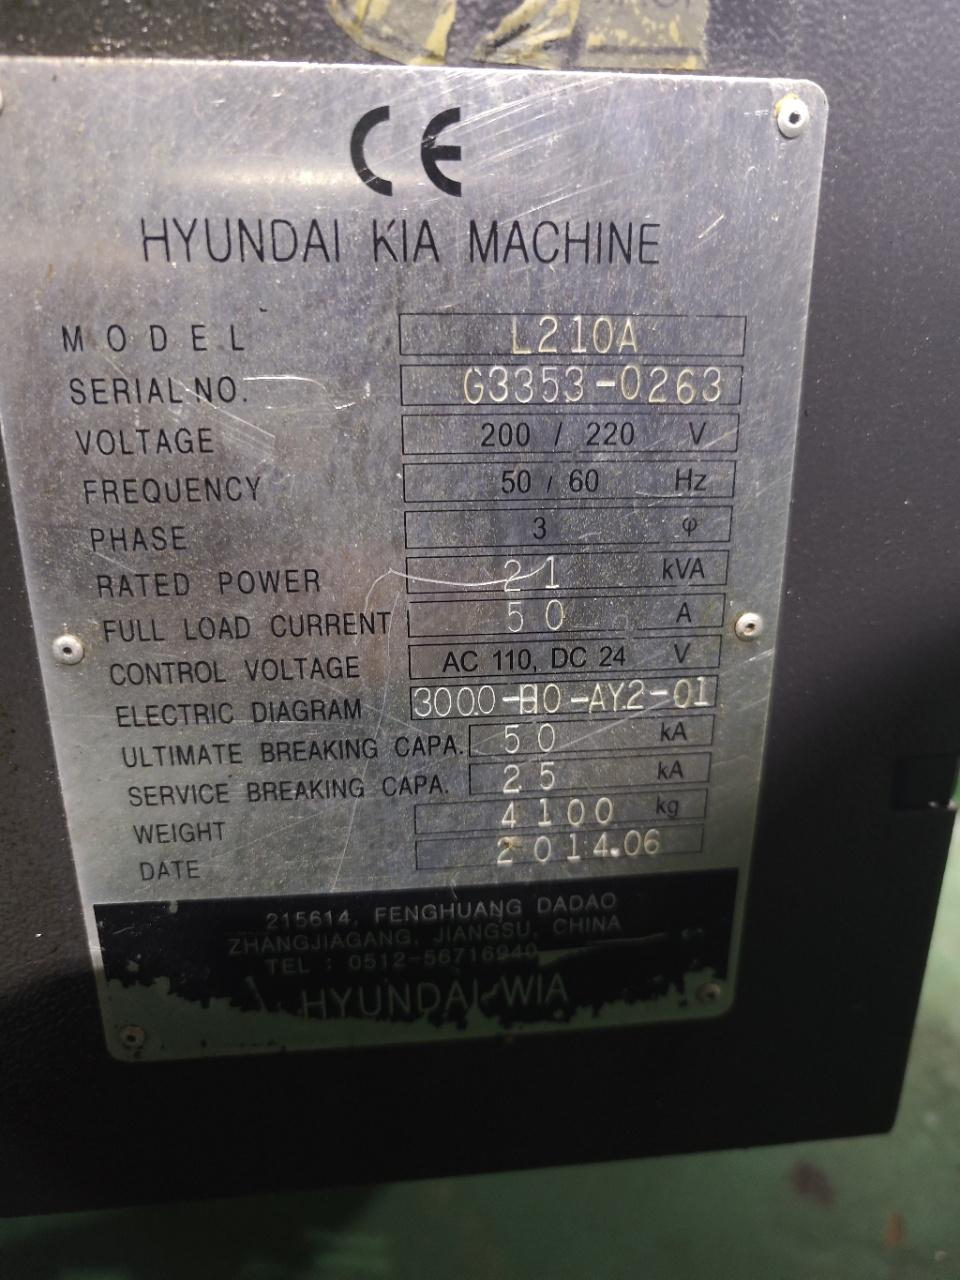 CE
HYUNDAI KIA MACHINE
MODEL L210A
SERIAL NO. G3353-0263
VOLTAGE 200 / 220 V
FREQUENCY 50 / 60 Hz
PHASE 3 φ
RATED POWER 21 kVA
FULL LOAD CURRENT 50 A
CONTROL VOLTAGE AC 110, DC 24 V
ELECTRIC DIAGRAM
ULTIMATE BREAKING CAPA. 50 kA
SERVICE BREAKING CAPA. 25 kA
WEIGHT 4100 kg
DATE 2014.06
215614, FENGHUANG DADAO
ZHANGJIAGANG, JIANGSU, CHINA
TEL : 0512-56716940
HYUNDAI-WIA